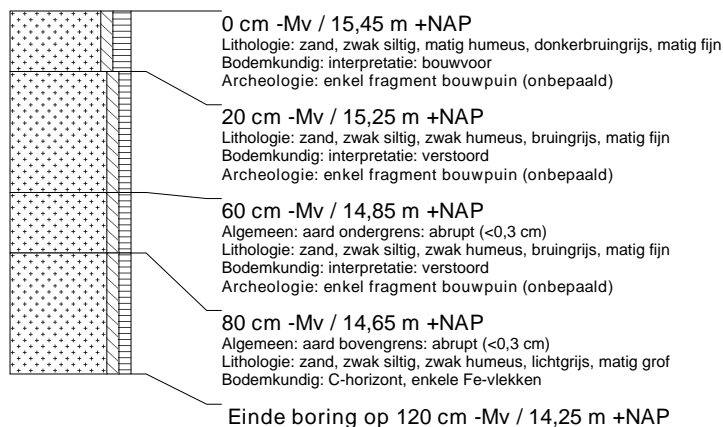 0 cm -Mv / 15,45 m +NAP
Lithologie: zand, zwak siltig, matig humeus, donkerbruingrijs, matig fijn
Bodemkundig: interpretatie: bouwvoor
Archeologie: enkel fragment bouwpuin (onbepaald)
20 cm -Mv / 15,25 m +NAP
Lithologie: zand, zwak siltig, zwak humeus, bruingrijs, matig fijn
Bodemkundig: interpretatie: verstoord
Archeologie: enkel fragment bouwpuin (onbepaald)
60 cm -Mv / 14,85 m +NAP
Algemeen: aard ondergrens: abrupt (<0,3 cm)
Lithologie: zand, zwak siltig, zwak humeus, bruingrijs, matig fijn
Bodemkundig: interpretatie: verstoord
Archeologie: enkel fragment bouwpuin (onbepaald)
80 cm -Mv / 14,65 m +NAP
Algemeen: aard bovengrens: abrupt (<0,3 cm)
Lithologie: zand, zwak siltig, zwak humeus, lichtgrijs, matig grof
Bodemkundig: C-horizont, enkele Fe-vlekken
Einde boring op 120 cm -Mv / 14,25 m +NAP